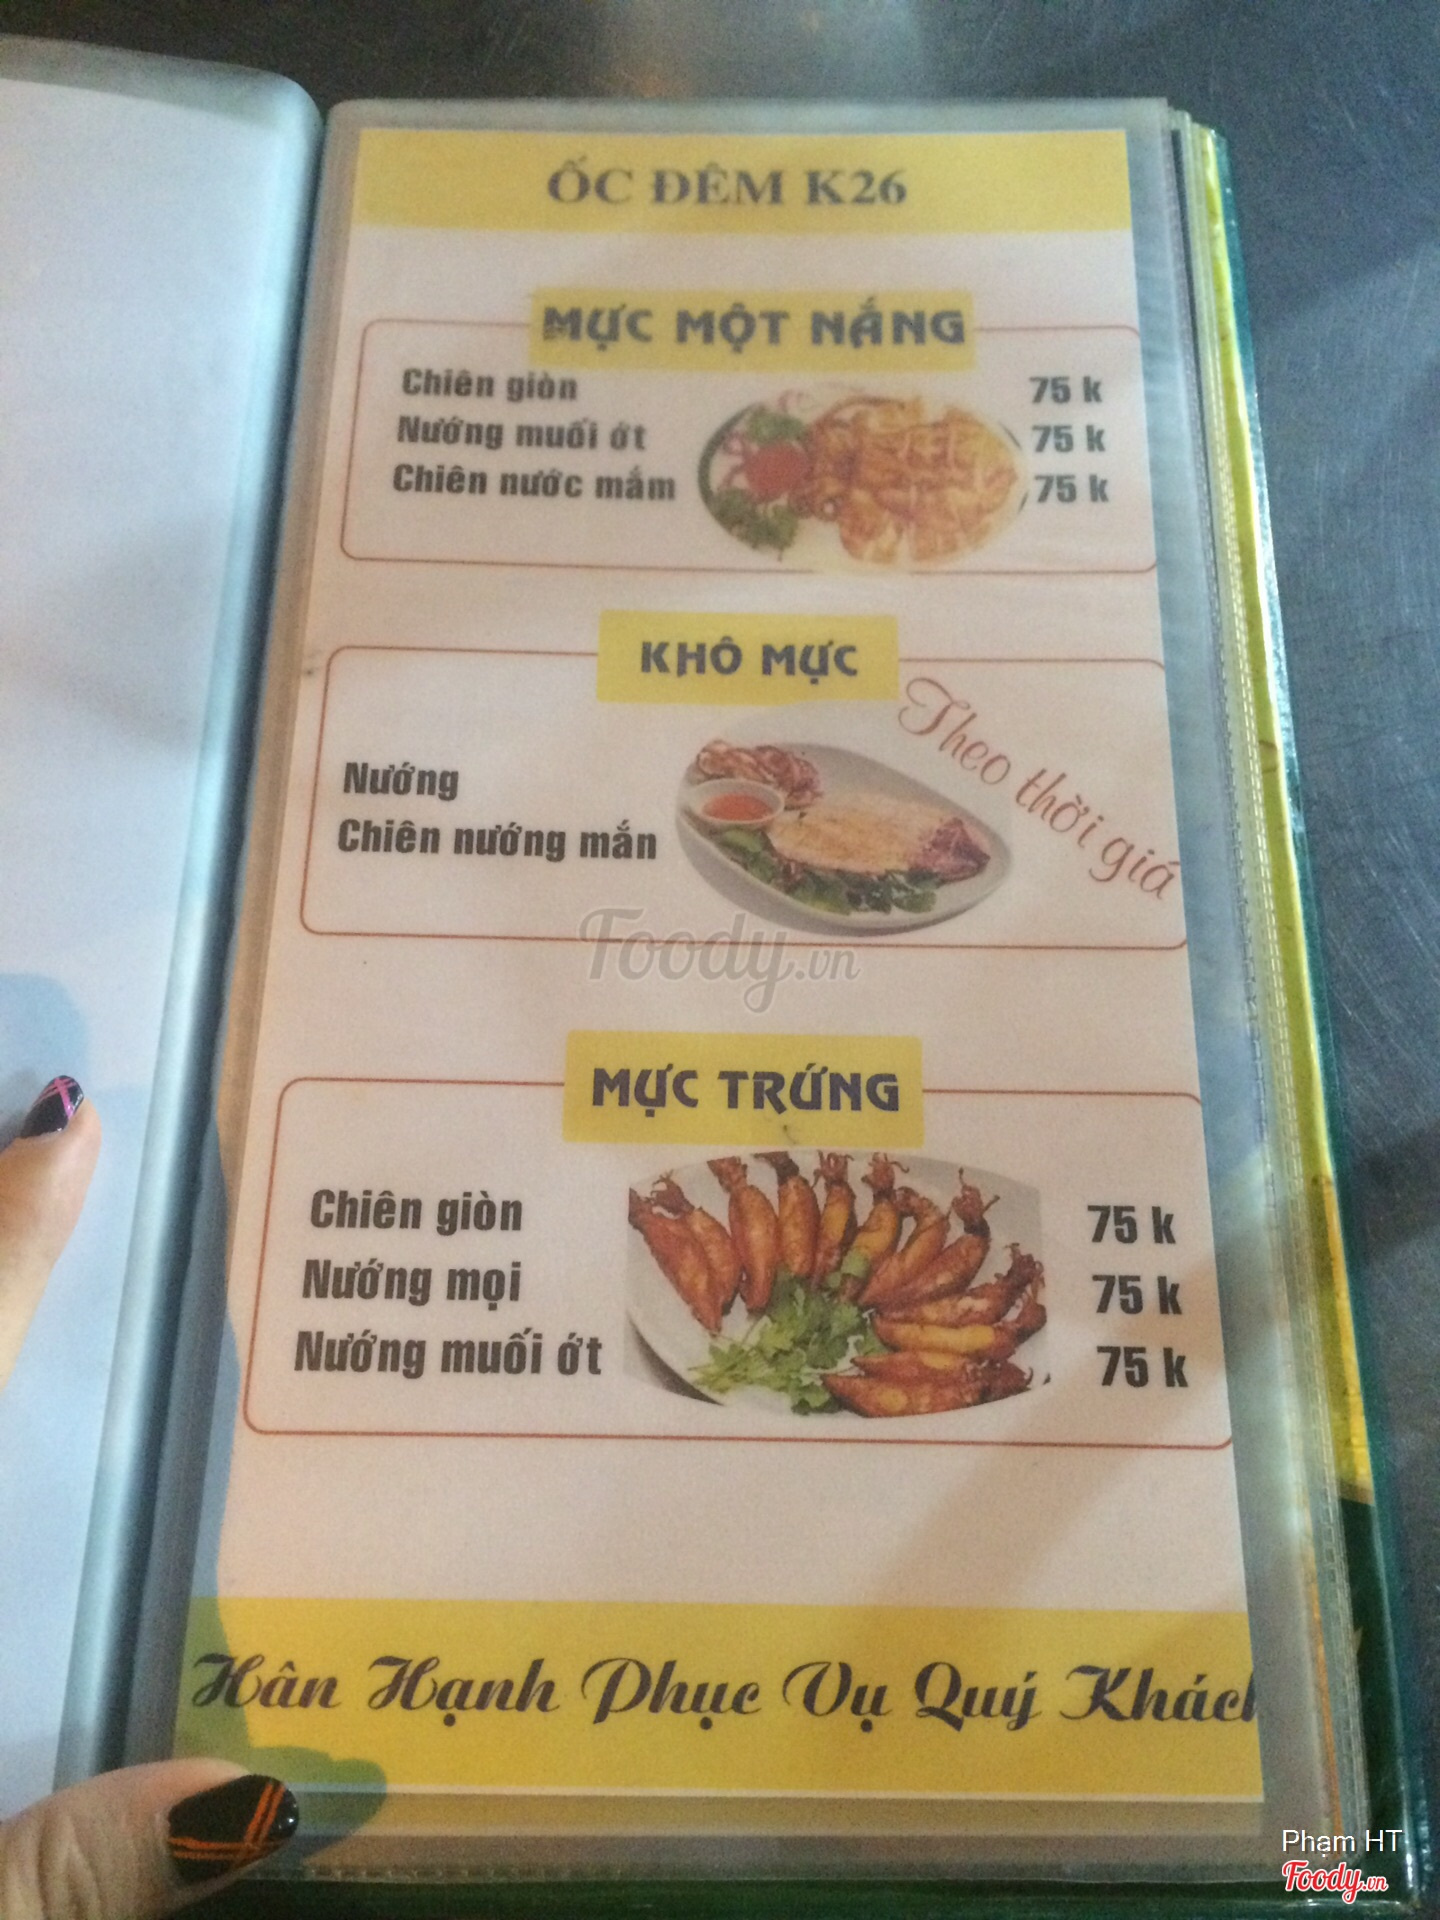 ỐC ĐÊM K26
MỰC MỘT NẮNG
Chiên giòn 75 k
Nướng muối ớt 75 k
Chiên nước mắm 75 k
KHÔ MỰC
Theo thời giá
Nướng
Chiên nướng mắn
Foody.vn
MỰC TRỨNG
Chiên giòn 75 k
Nướng mọi 75 k
Nướng muối ớt 75 k
Hân Hạnh Phục Vụ Quý Khách
Phạm HT
Foody.vn